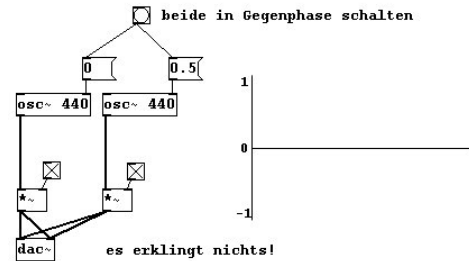 beide in Gegenphase schalten
0 0.5
osc~ 440 osc~ 440
1
0
-1
*~ *~
dac~ es erklingt nichts!